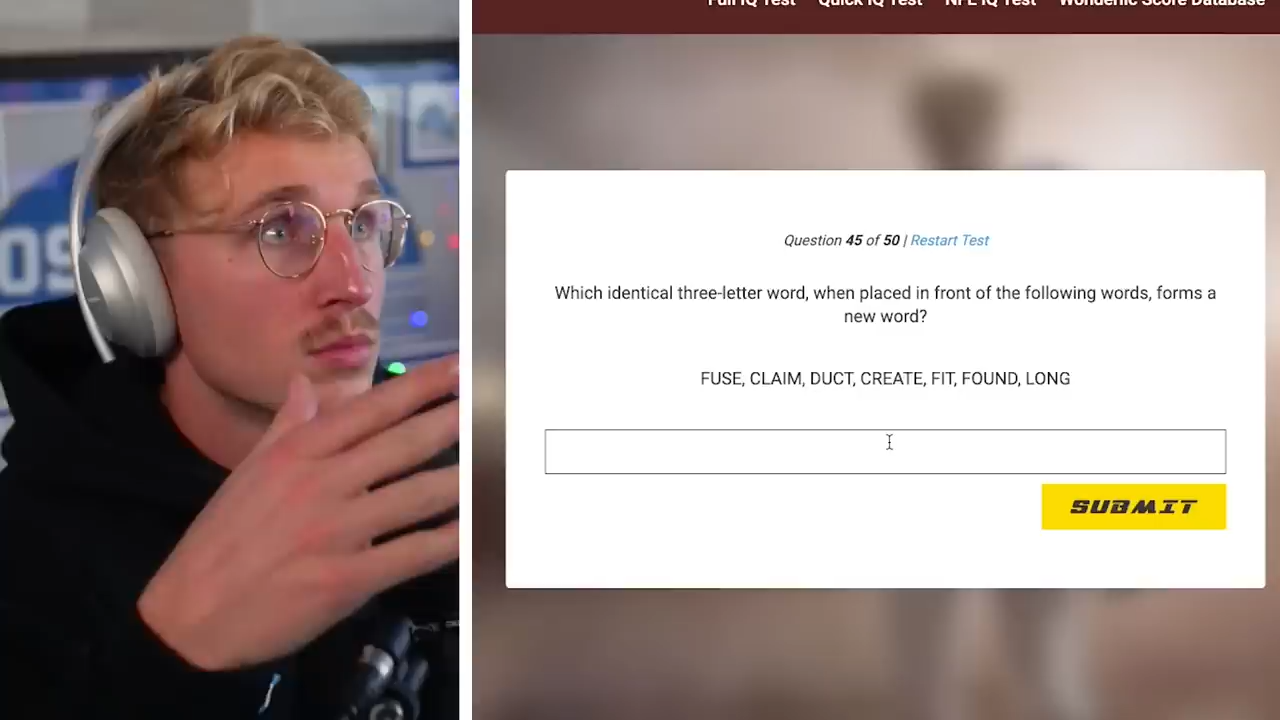 Full IQ Test Quick IQ Test NFL IQ Test Wonderlic Score Database
OS
Question 45 of 50 | Restart Test
Which identical three-letter word, when placed in front of the following words, forms a
new word?
FUSE, CLAIM, DUCT, CREATE, FIT, FOUND, LONG
SUBMIT